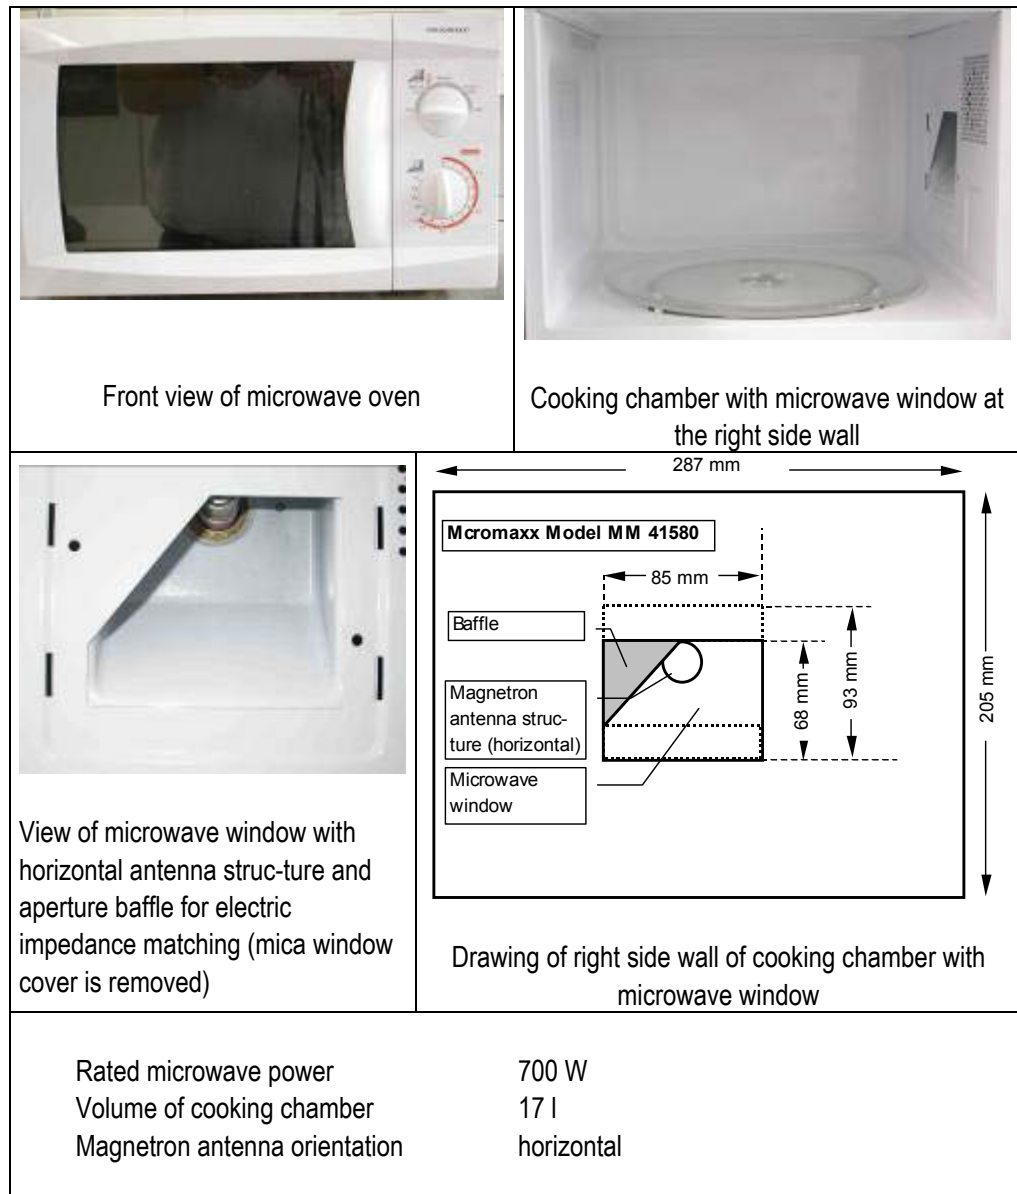 Front view of microwave oven
Cooking chamber with microwave window at
the right side wall
View of microwave window with
horizontal antenna struc-ture and
aperture baffle for electric
impedance matching (mica window
cover is removed)
287 mm
Mcromaxx Model MM 41580
85 mm
Baffle
Magnetron
antenna struc-
ture (horizontal)
Microwave
window
68 mm
93 mm
205 mm
Drawing of right side wall of cooking chamber with
microwave window
Rated microwave power 700 W
Volume of cooking chamber 17 l
Magnetron antenna orientation horizontal